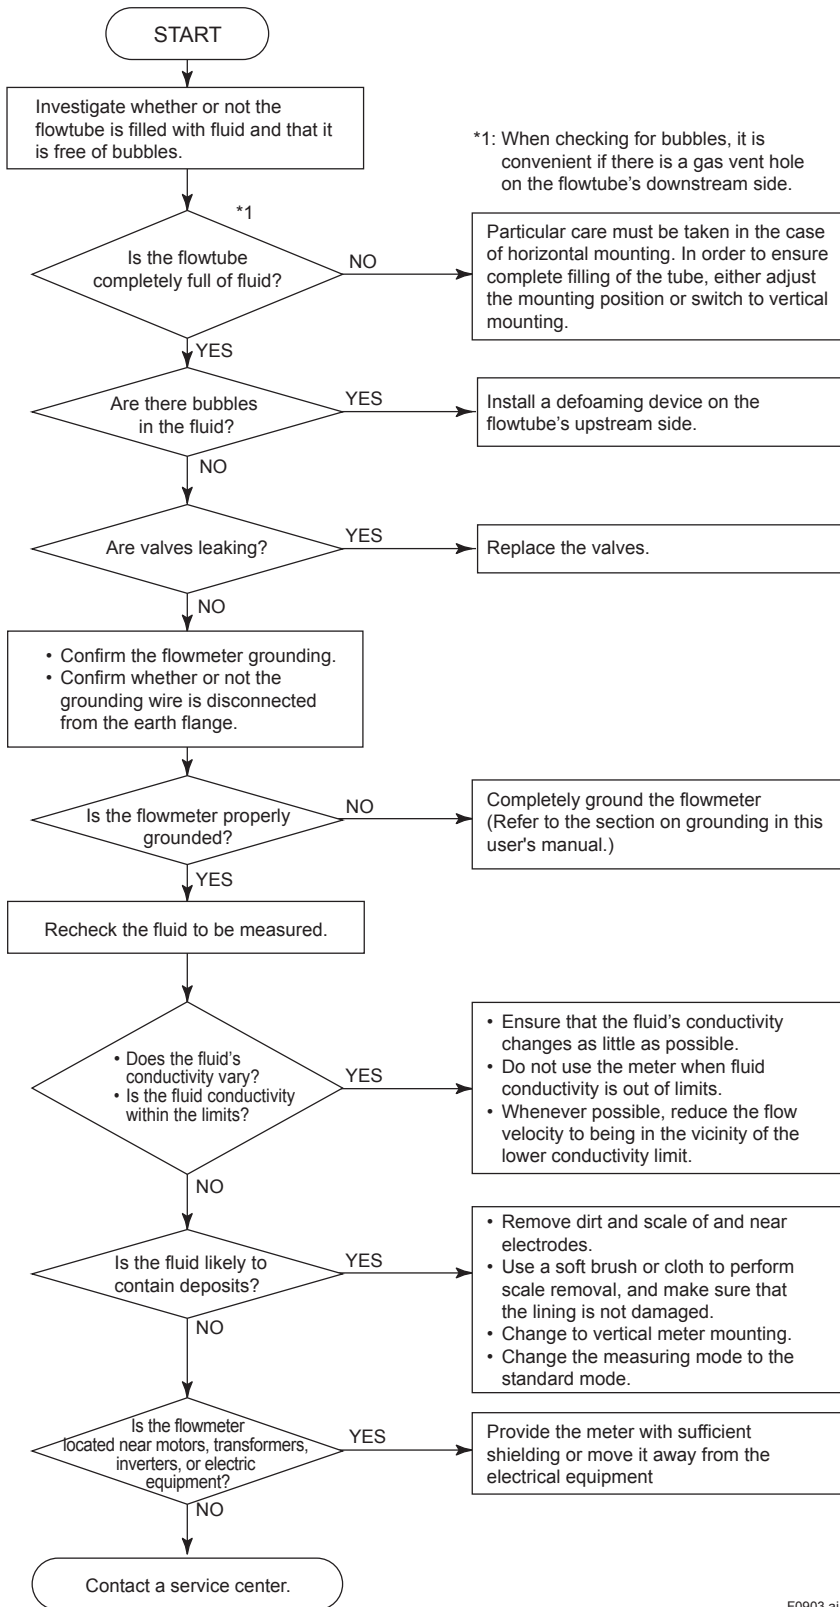 START
Investigate whether or not the
flowtube is filled with fluid and that it
is free of bubbles.
*1: When checking for bubbles, it is
convenient if there is a gas vent hole
on the flowtube's downstream side.
*1
Is the flowtube
completely full of fluid?
NO
Particular care must be taken in the case
of horizontal mounting. In order to ensure
complete filling of the tube, either adjust
the mounting position or switch to vertical
mounting.
YES
Are there bubbles
in the fluid?
YES
Install a defoaming device on the
flowtube's upstream side.
NO
Are valves leaking?
YES
Replace the valves.
NO
• Confirm the flowmeter grounding.
• Confirm whether or not the
grounding wire is disconnected
from the earth flange.
Is the flowmeter properly
grounded?
NO
Completely ground the flowmeter
(Refer to the section on grounding in this
user's manual.)
YES
Recheck the fluid to be measured.
• Does the fluid's
conductivity vary?
• Is the fluid conductivity
within the limits?
YES
• Ensure that the fluid's conductivity
changes as little as possible.
• Do not use the meter when fluid
conductivity is out of limits.
• Whenever possible, reduce the flow
velocity to being in the vicinity of the
lower conductivity limit.
NO
Is the fluid likely to
contain deposits?
YES
• Remove dirt and scale of and near
electrodes.
• Use a soft brush or cloth to perform
scale removal, and make sure that
the lining is not damaged.
• Change to vertical meter mounting.
• Change the measuring mode to the
standard mode.
NO
Is the flowmeter
located near motors, transformers,
inverters, or electric
equipment?
YES
Provide the meter with sufficient
shielding or move it away from the
electrical equipment
NO
Contact a service center.
F0903.ai